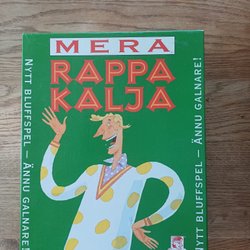 MERA
RAPPA
KALJA
NYTT BLUFFSPEL – ÄNNU GALNARE!
NYTT BLUFFSPEL – ÄNNU GALNARE!